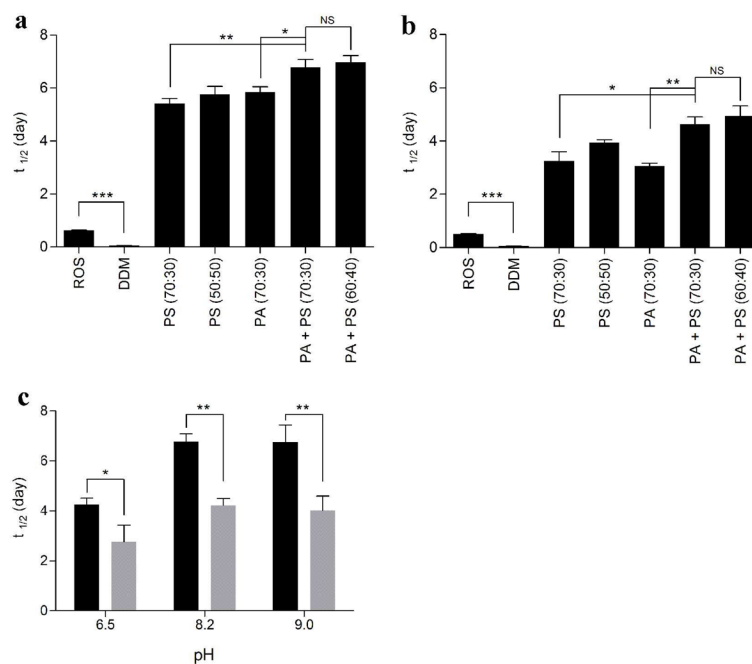 a
NS
** *
8
6
4
2
0
t 1/2 (day)
***
ROS
DDM
PS (70:30)
PS (50:50)
PA (70:30)
PA + PS (70:30)
PA + PS (60:40)
b
NS
* **
8
6
4
2
0
t 1/2 (day)
***
ROS
DDM
PS (70:30)
PS (50:50)
PA (70:30)
PA + PS (70:30)
PA + PS (60:40)
c
8
6
4
2
0
t 1/2 (day)
* ** **
6.5 8.2 9.0
pH